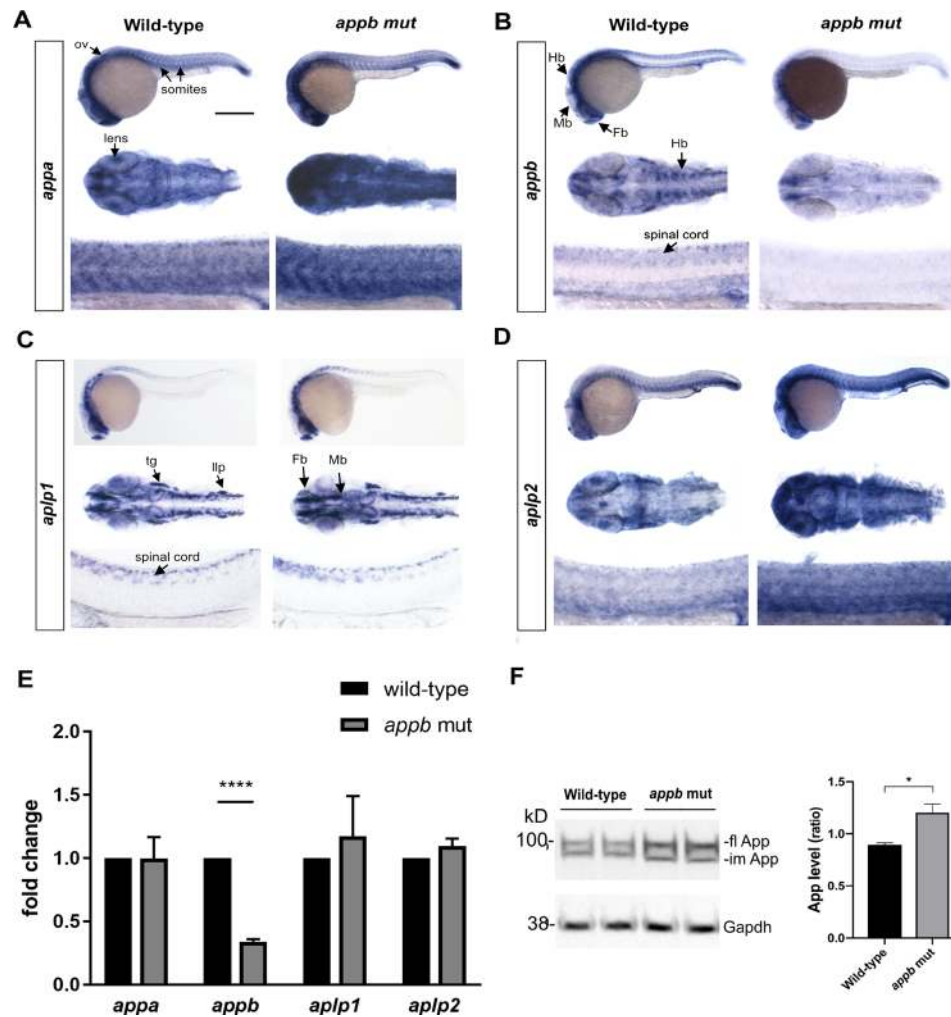 A
Wild-type
appb mut
ov
somites
lens
appa
B
Wild-type
appb mut
Hb
Mb
Fb
Hb
spinal cord
appb
C
tg
llp
Fb
Mb
spinal cord
aplp1
D
aplp2
E
wild-type
appb mut
fold change
2.0
1.5
1.0
0.5
0.0
****
appa
appb
aplp1
aplp2
F
Wild-type
appb mut
kD
100-
-fl App
-im App
38-
Gapdh
App level (ratio)
1.5
1.0
0.5
0.0
*
Wild-type
appb mut